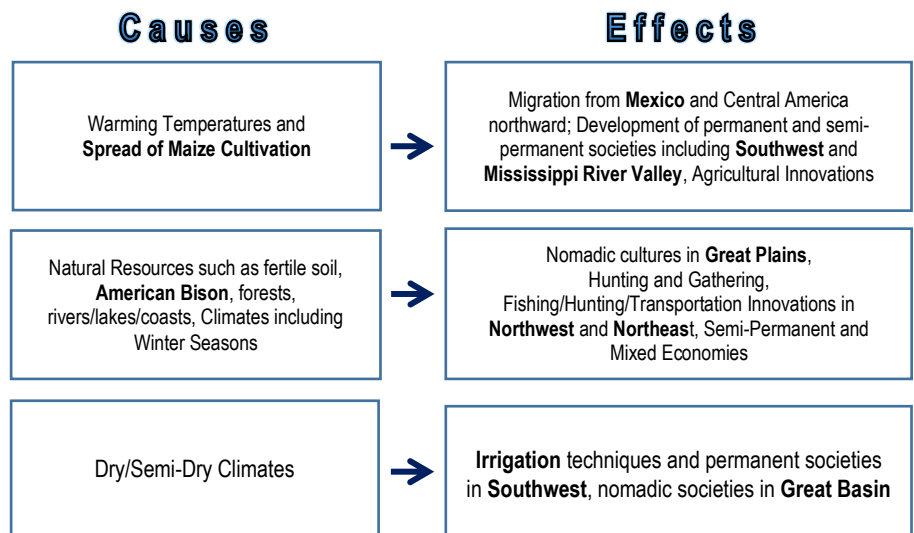 Causes
Effects
Warming Temperatures and
Spread of Maize Cultivation
Migration from Mexico and Central America
northward; Development of permanent and semi-
permanent societies including Southwest and
Mississippi River Valley, Agricultural Innovations
Natural Resources such as fertile soil,
American Bison, forests,
rivers/lakes/coasts, Climates including
Winter Seasons
Nomadic cultures in Great Plains,
Hunting and Gathering,
Fishing/Hunting/Transportation Innovations in
Northwest and Northeast, Semi-Permanent and
Mixed Economies
Dry/Semi-Dry Climates
Irrigation techniques and permanent societies
in Southwest, nomadic societies in Great Basin